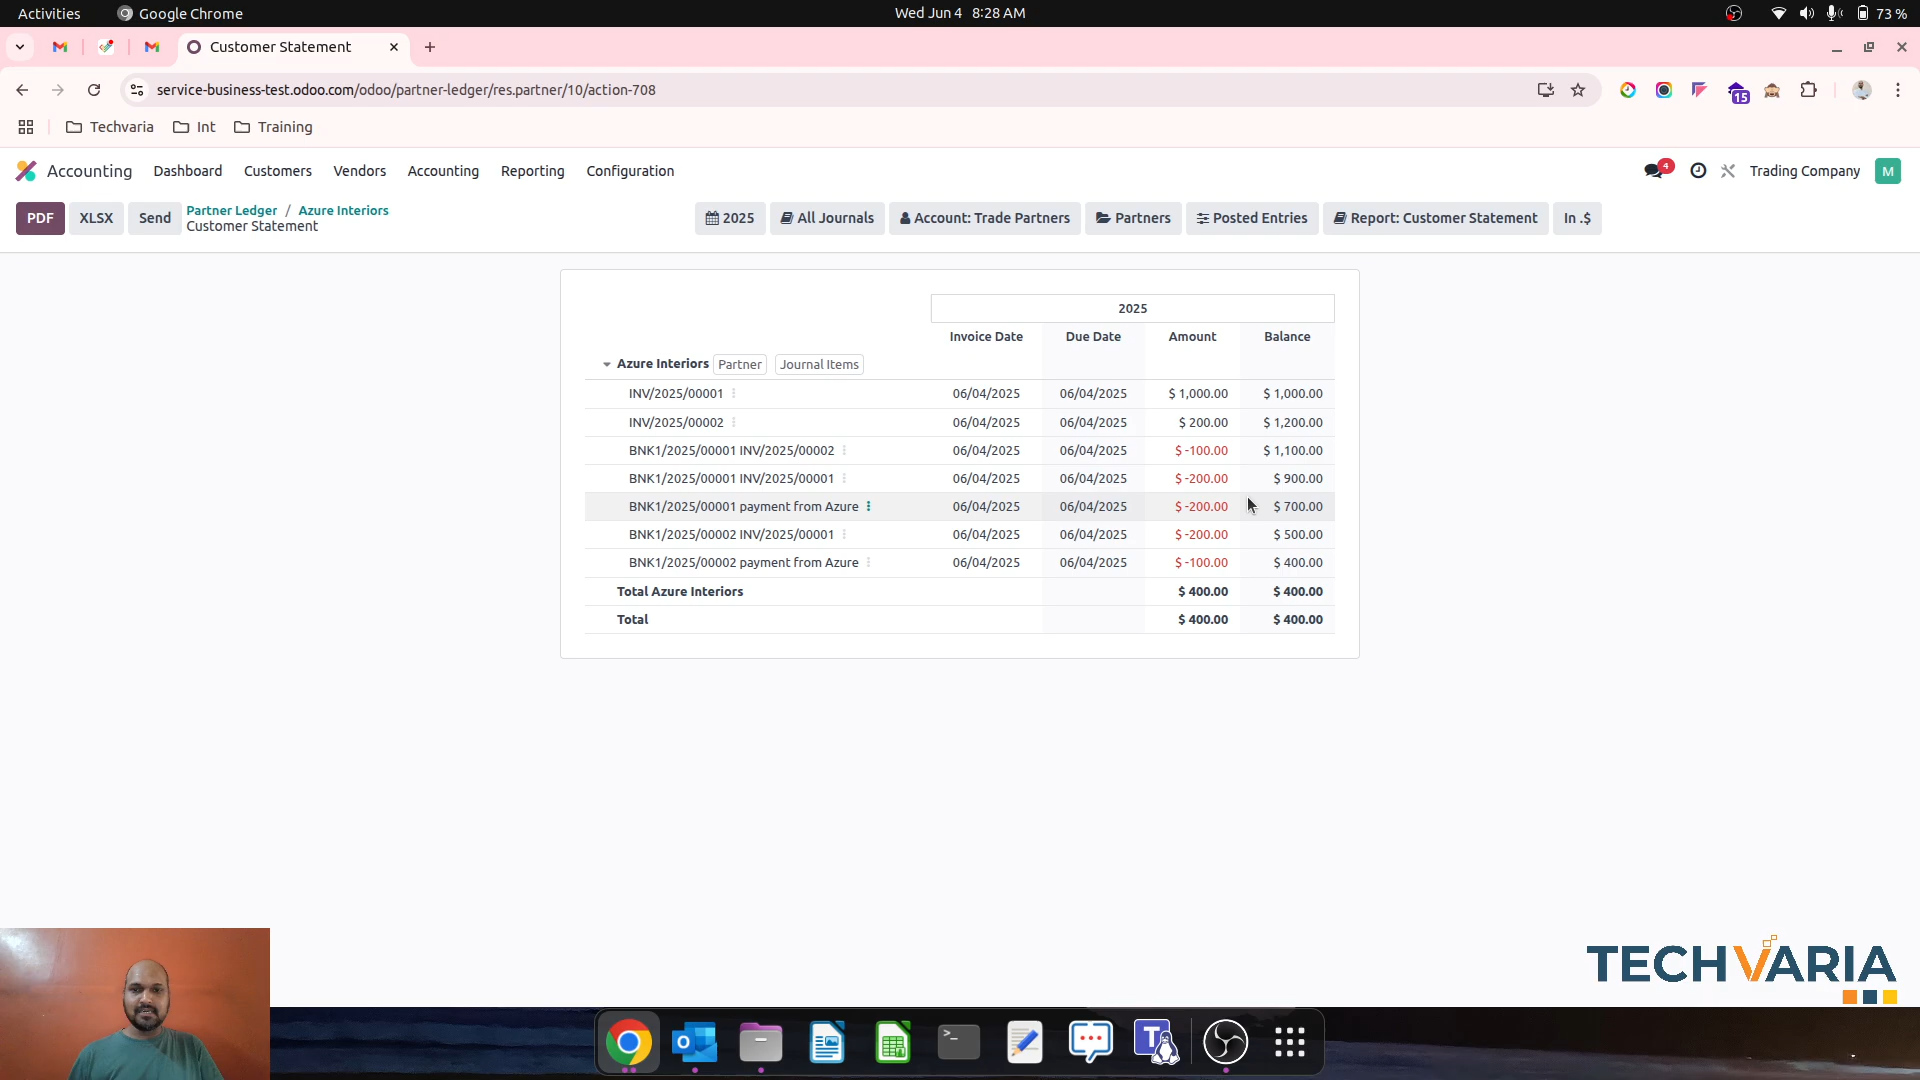 Activities Google Chrome Wed Jun 4 8:28 AM 73 %
Customer Statement
service-business-test.odoo.com/odoo/partner-ledger/res.partner/10/action-708 15
Techvaria Int Training
Accounting Dashboard Customers Vendors Accounting Reporting Configuration 4 Trading Company M
PDF XLSX Send Partner Ledger / Azure Interiors
Customer Statement
2025 All Journals Account: Trade Partners Partners Posted Entries Report: Customer Statement In .$
2025
Invoice Date Due Date Amount Balance
Azure Interiors Partner Journal Items
INV/2025/00001 06/04/2025 06/04/2025 $ 1,000.00 $ 1,000.00
INV/2025/00002 06/04/2025 06/04/2025 $ 200.00 $ 1,200.00
BNK1/2025/00001 INV/2025/00002 06/04/2025 06/04/2025 $ -100.00 $ 1,100.00
BNK1/2025/00001 INV/2025/00001 06/04/2025 06/04/2025 $ -200.00 $ 900.00
BNK1/2025/00001 payment from Azure 06/04/2025 06/04/2025 $ -200.00 $ 700.00
BNK1/2025/00002 INV/2025/00001 06/04/2025 06/04/2025 $ -200.00 $ 500.00
BNK1/2025/00002 payment from Azure 06/04/2025 06/04/2025 $ -100.00 $ 400.00
Total Azure Interiors $ 400.00 $ 400.00
Total $ 400.00 $ 400.00
TECHVARIA